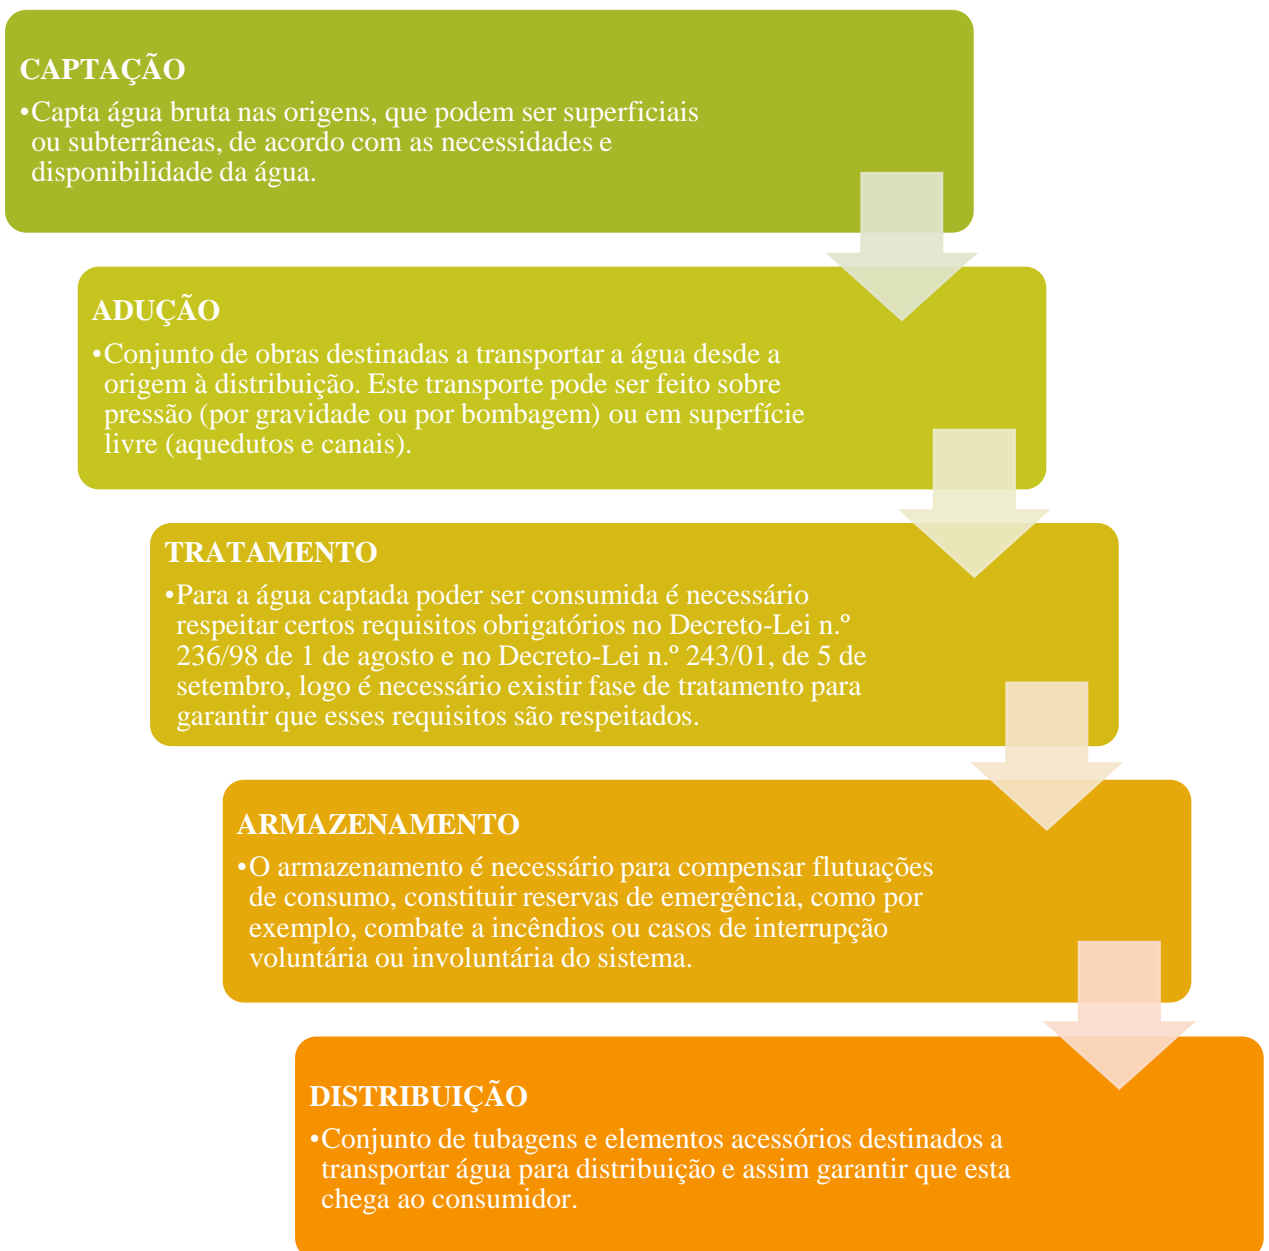 CAPTAÇÃO
•Capta água bruta nas origens, que podem ser superficiais
ou subterrâneas, de acordo com as necessidades e
disponibilidade da água.
ADUÇÃO
•Conjunto de obras destinadas a transportar a água desde a
origem à distribuição. Este transporte pode ser feito sobre
pressão (por gravidade ou por bombagem) ou em superfície
livre (aquedutos e canais).
TRATAMENTO
•Para a água captada poder ser consumida é necessário
respeitar certos requisitos obrigatórios no Decreto-Lei n.º
236/98 de 1 de agosto e no Decreto-Lei n.º 243/01, de 5 de
setembro, logo é necessário existir fase de tratamento para
garantir que esses requisitos são respeitados.
ARMAZENAMENTO
•O armazenamento é necessário para compensar flutuações
de consumo, constituir reservas de emergência, como por
exemplo, combate a incêndios ou casos de interrupção
voluntária ou involuntária do sistema.
DISTRIBUIÇÃO
•Conjunto de tubagens e elementos acessórios destinados a
transportar água para distribuição e assim garantir que esta
chega ao consumidor.